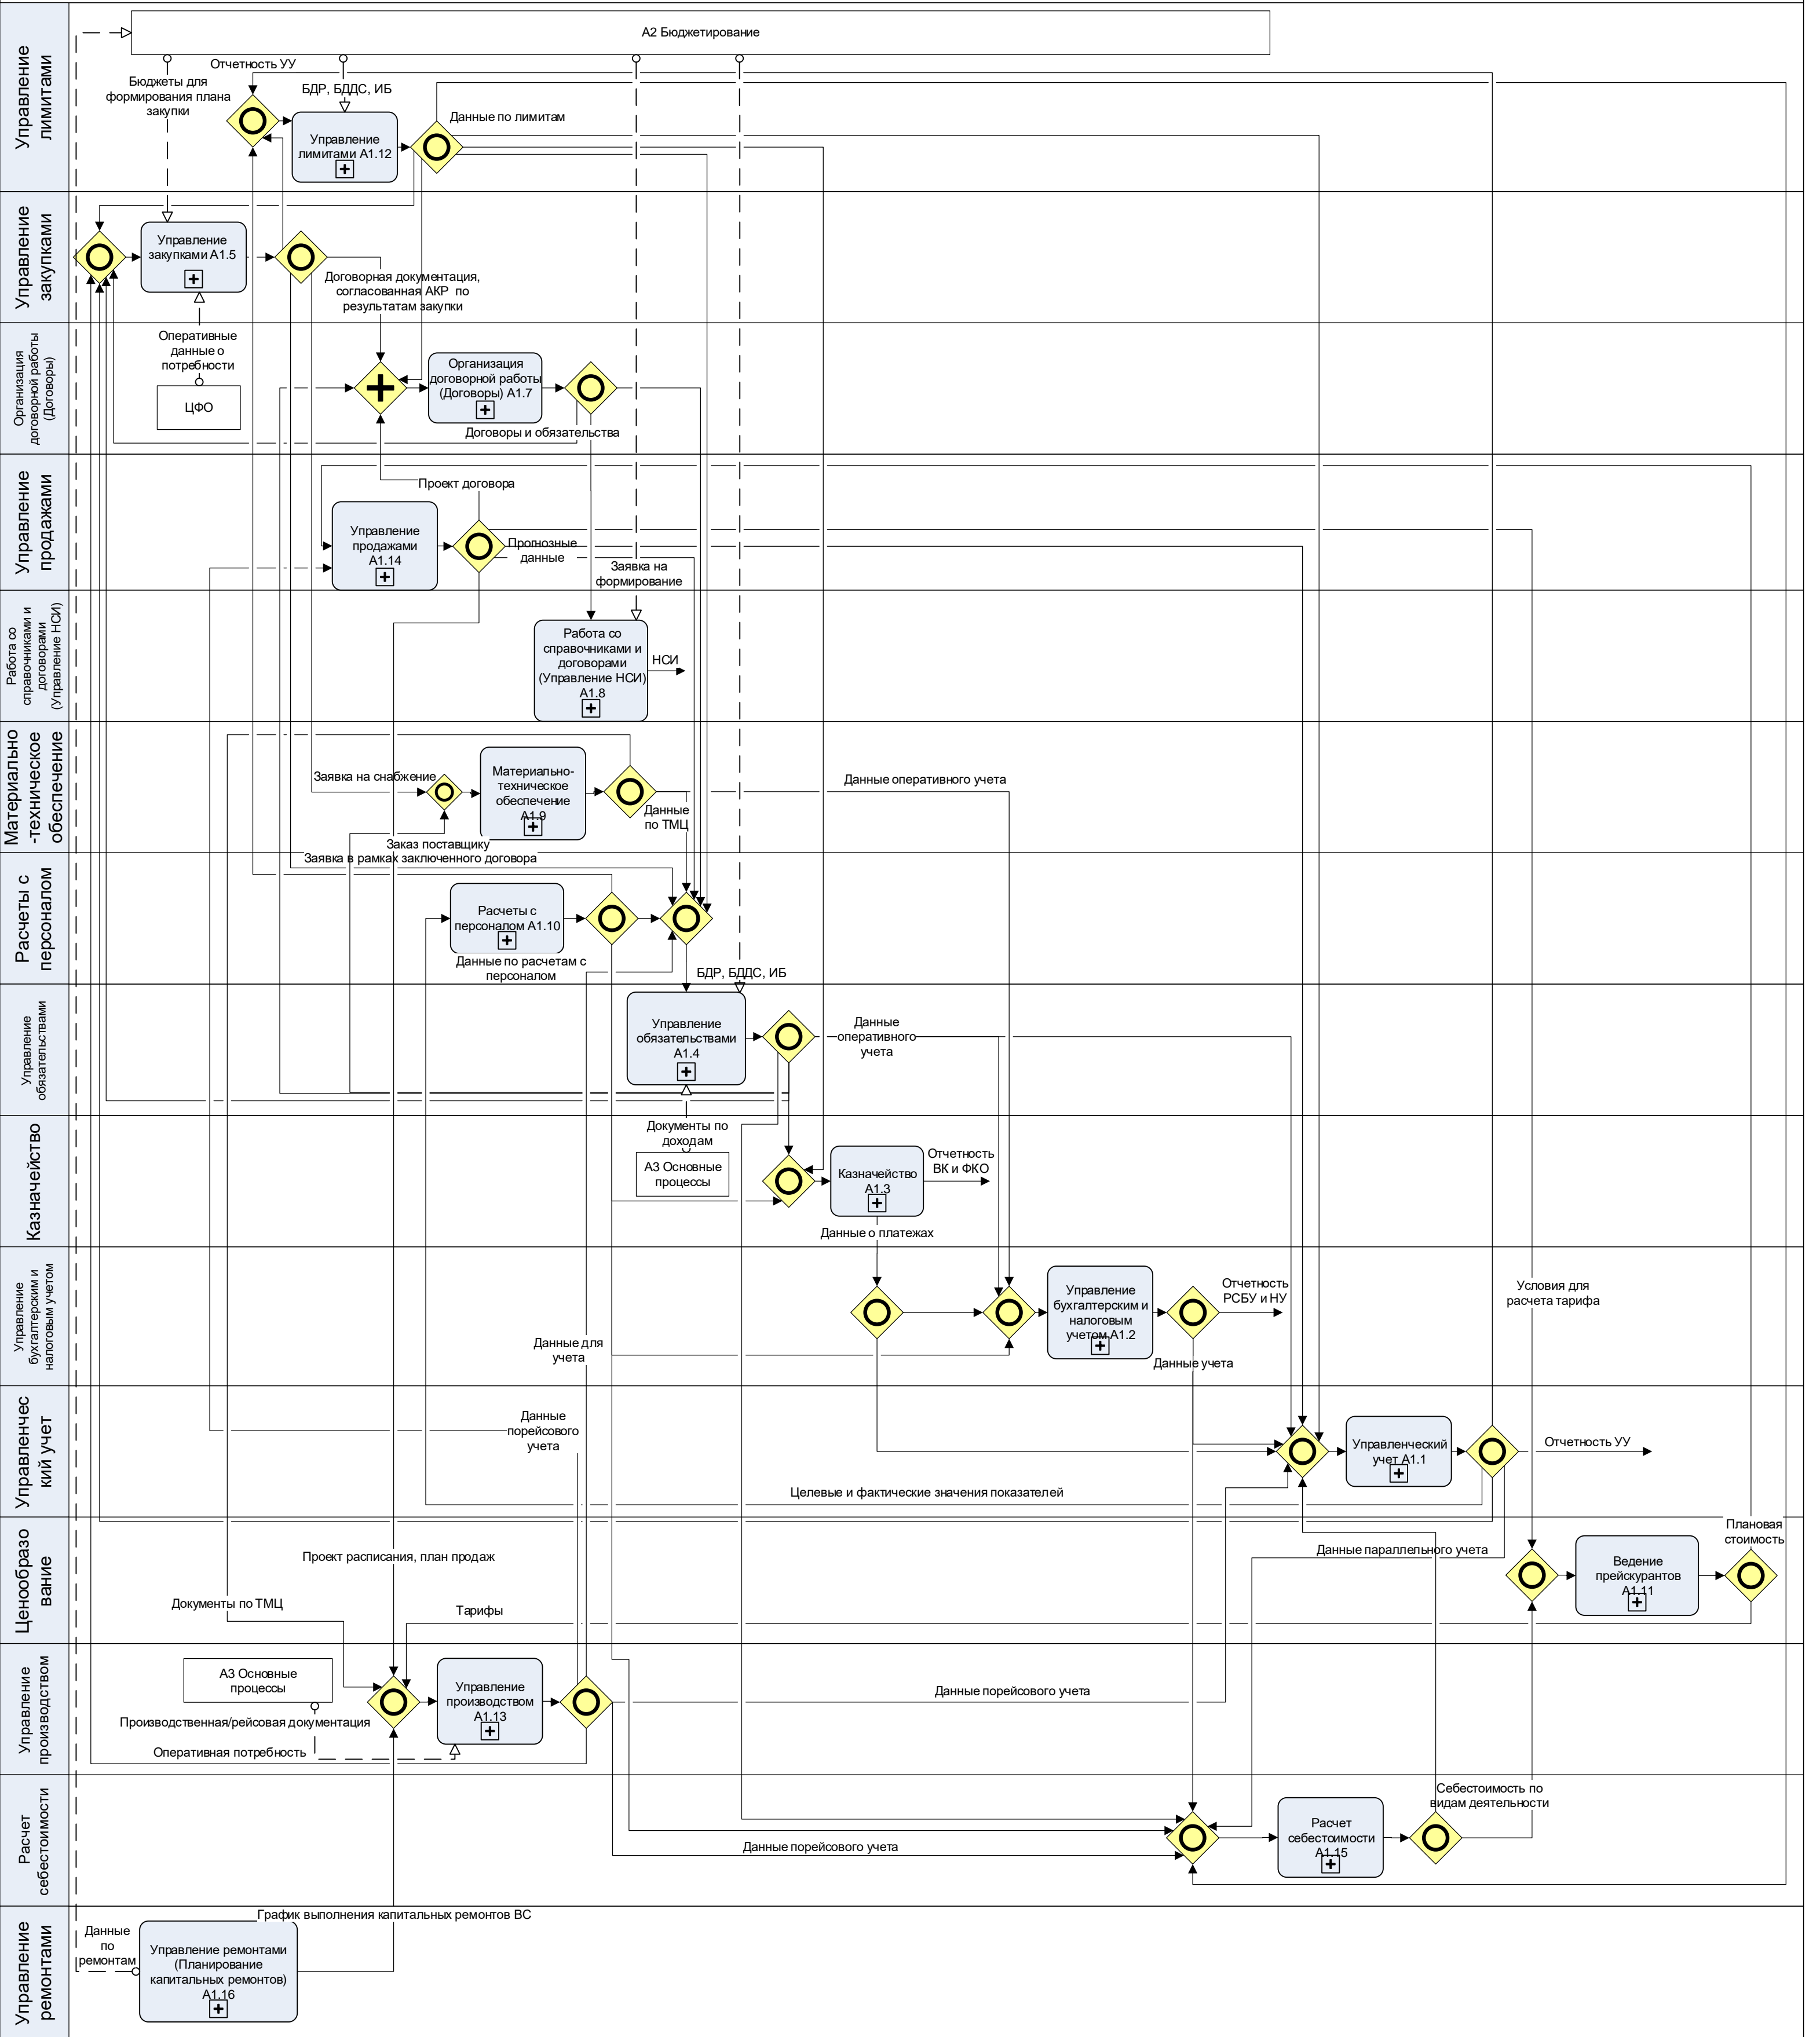 Управление
лимитами
А2 Бюджетирование
Отчетность УУ
Бюджеты для
формирования плана
закупки
БДР, БДДС, ИБ
Данные по лимитам
Управление
лимитами А1.12
Управление
закупками
Управление
закупками А1.5
Договорная документация,
согласованная АКР по
результатам закупки
Организация
договорной работы
(Договоры)
Оперативные
данные о
потребности
ЦФО
Организация
договорной работы
(Договоры) А1.7
Договоры и обязательства
Управление
продажами
Проект договора
Управление
продажами
А1.14
Прогнозные
данные
Заявка на
формирование
Работа со
справочниками и
договорами
(Управление НСИ)
Работа со
справочниками и
договорами
(Управление НСИ)
А1.8
НСИ
Материально
-техническое
обеспечение
Заявка на снабжение
Материально-
техническое
обеспечение
А1.9
Данные
по ТМЦ
Данные оперативного учета
Заказ поставщику
Заявка в рамках заключенного договора
Расчеты с
персоналом
Расчеты с
персоналом А1.10
Данные по расчетам с
персоналом
БДР, БДДС, ИБ
Управление
обязательствами
Управление
обязательствами
А1.4
Данные
оперативного
учета
Казначейство
Документы по
доходам
А3 Основные
процессы
Казначейство
А1.3
Отчетность
ВК и ФКО
Данные о платежах
Управление
бухгалтерским и
налоговым учетом
Управление
бухгалтерским и
налоговым
учетом А1.2
Отчетность
РСБУ и НУ
Условия для
расчета тарифа
Данные для
учета
Данные учета
Управленчес
кий учет
Данные
порейсового
учета
Управленческий
учет А1.1
Отчетность УУ
Целевые и фактические значения показателей
Ценообразо
вание
Плановая
стоимость
Проект расписания, план продаж
Данные параллельного учета
Ведение
прейскурантов
А1.11
Документы по ТМЦ
Тарифы
Управление
производством
А3 Основные
процессы
Управление
производством
А1.13
Данные порейсового учета
Производственная/рейсовая документация
Оперативная потребность
Расчет
себестоимости
Себестоимость по
видам деятельности
Расчет
себестоимости
А1.15
Данные порейсового учета
Управление
ремонтами
График выполнения капитальных ремонтов ВС
Данные
по
ремонтам
Управление ремонтами
(Планирование
капитальных ремонтов)
А1.16